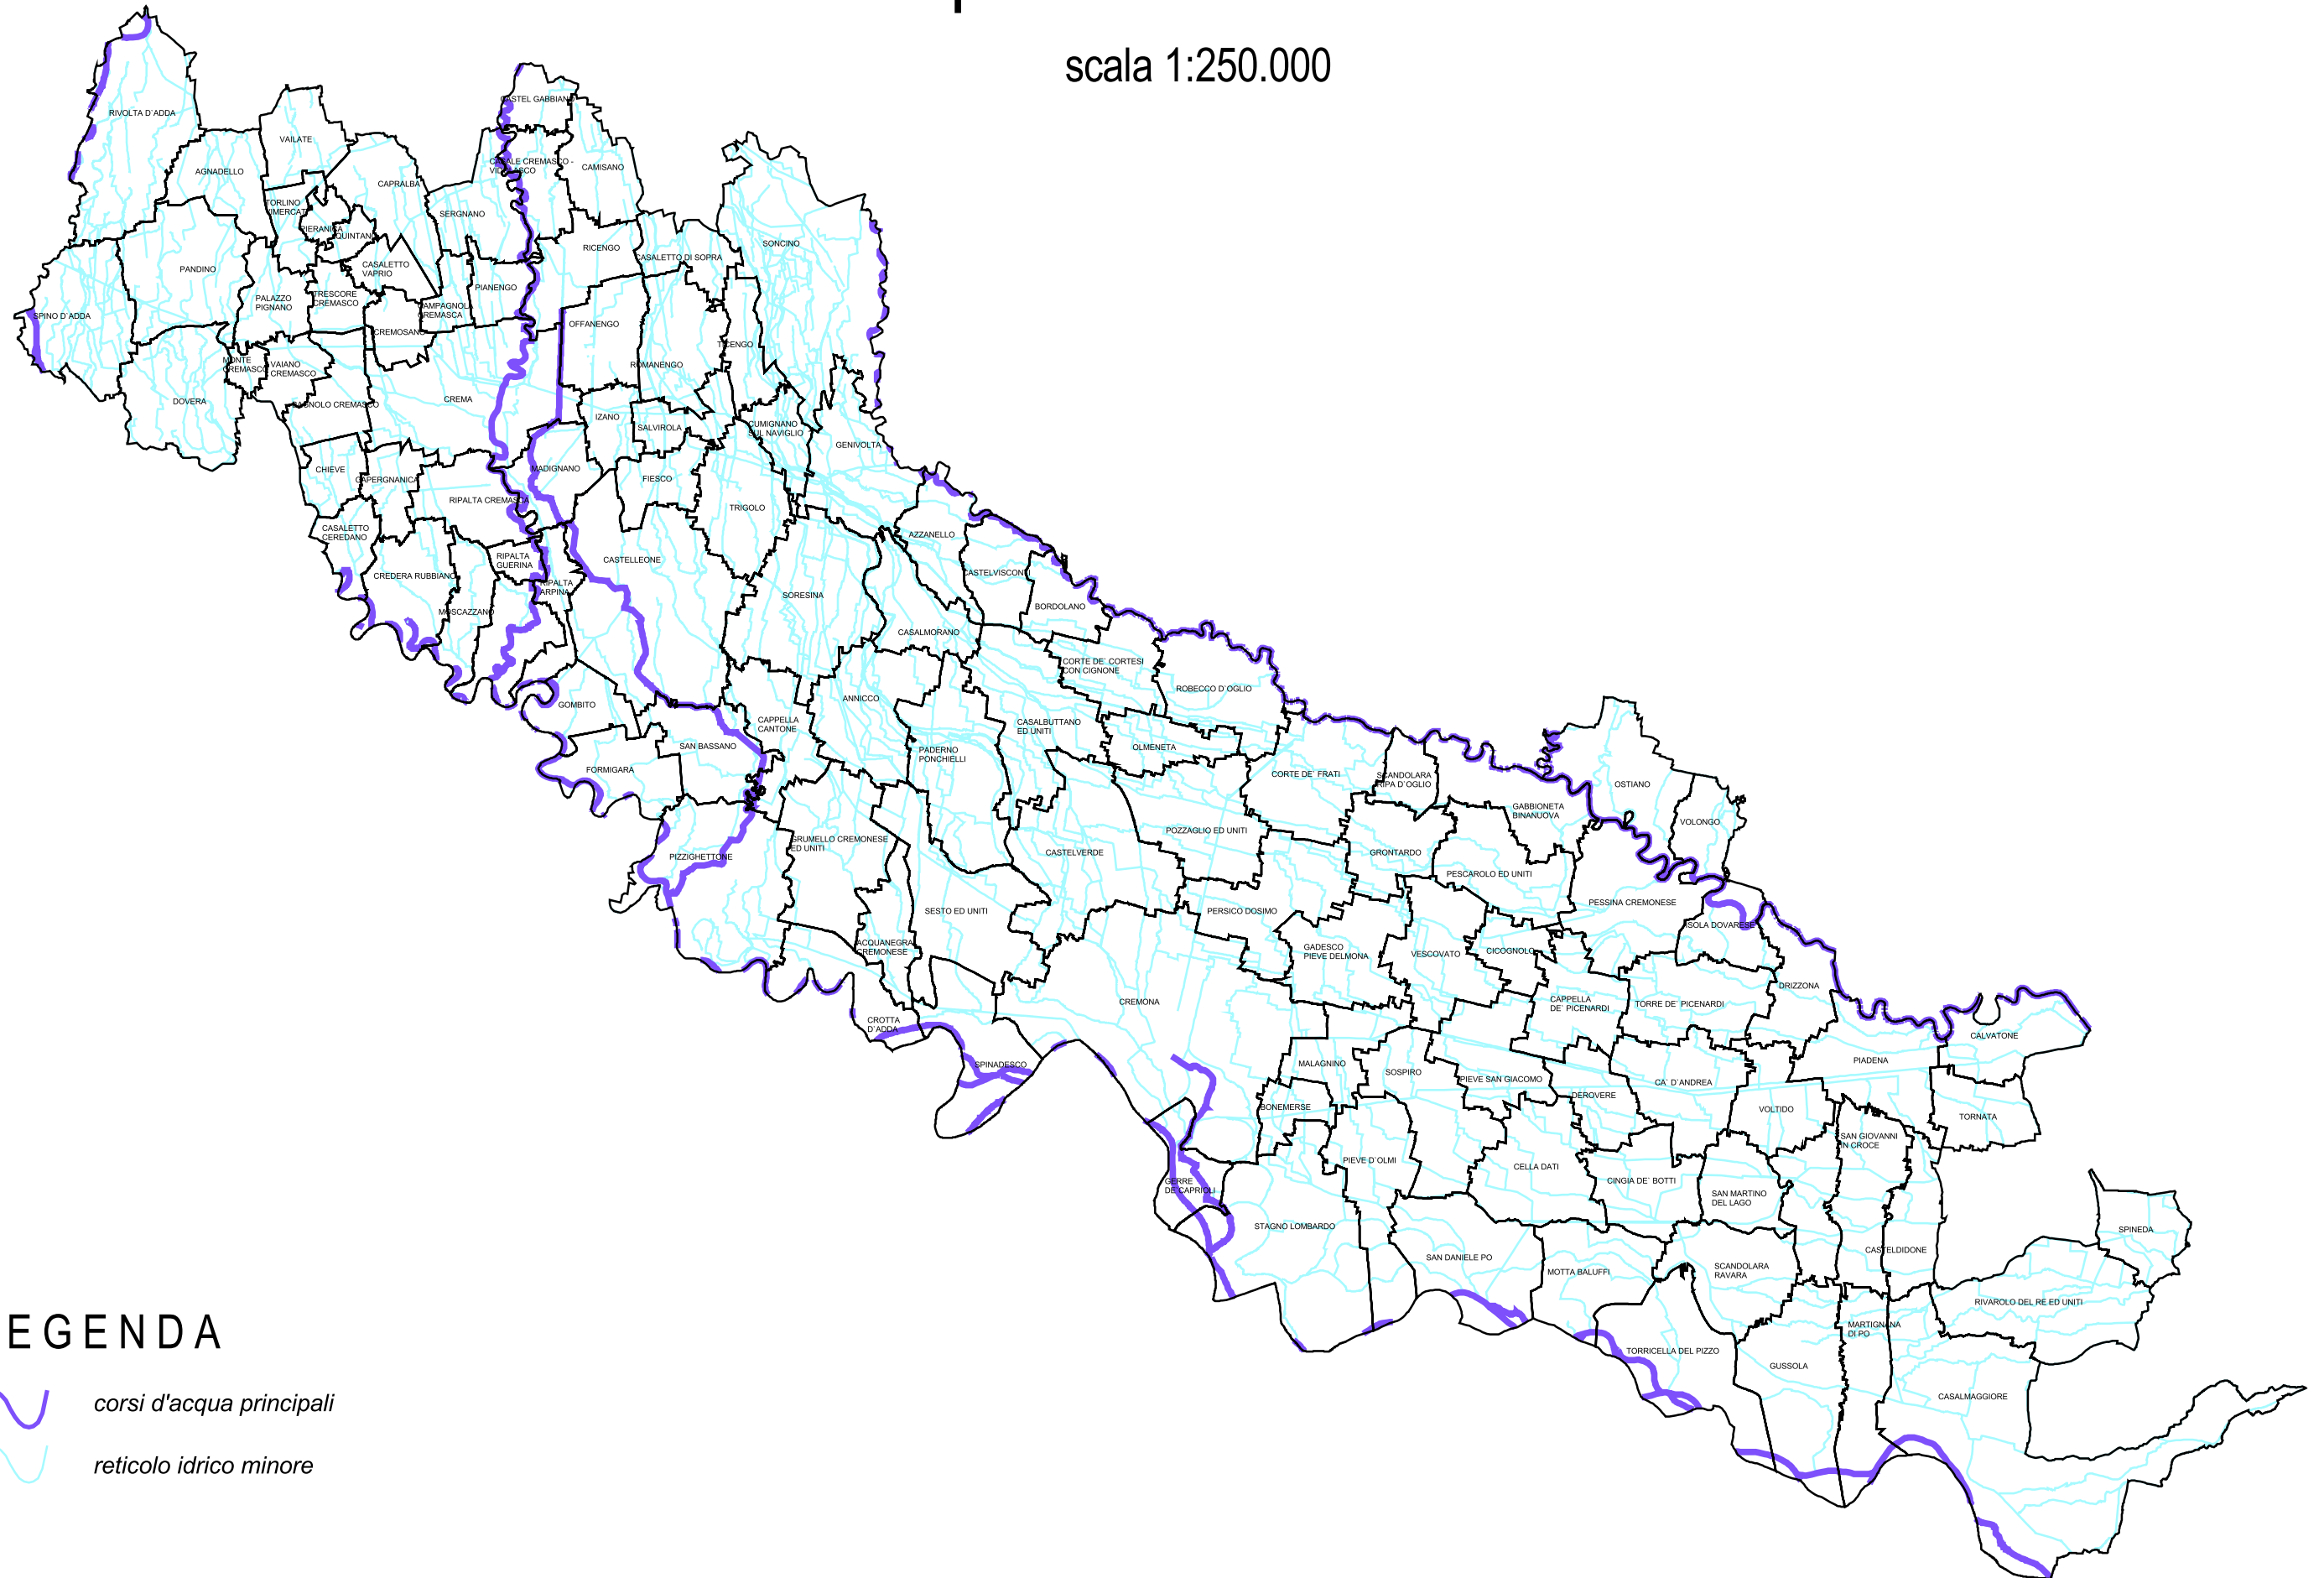 scala 1:250.000
RIVOLTA D`ADDA
VAILATE
CASTEL GABBIANO
AGNADELLO
CAPRALBA
CASALE CREMASCO -
CAMISANO
TORLINO
VIMERCATI
SERGNANO
PIERANICA
QUINTANO
SONCINO
RICENGO
CASALETTO DI SOPRA
PANDINO
CASALETTO
VAPRIO
PIANENGO
PALAZZO
PIGNANO
TRESCORE
CREMASCO
CAMPAGNOLA
CREMASCA
SPINO D`ADDA
CREMOSANO
OFFANENGO
TICENGO
MONTE
CREMASCO
VAIANO
CREMASCO
ROMANENGO
DOVERA
BAGNOLO CREMASCO
CREMA
IZANO
SALVIROLA
CUMIGNANO
SUL NAVIGLIO
GENIVOLTA
CHIEVE
CAPERGNANICA
MADIGNANO
FIESCO
RIPALTA CREMASCA
TRIGOLO
CASALETTO
CEREDANO
AZZANELLO
RIPALTA
GUERINA
CASTELLEONE
CREDERA RUBBIANO
CASTELVISCONTI
RIPALTA
ARPINA
SORESINA
MOSCAZZANO
BORDOLANO
CASALMORANO
CORTE DE` CORTESI
CON CIGNONE
ROBECCO D`OGLIO
ANNICCO
GOMBITO
CAPPELLA
CANTONE
CASALBUTTANO
ED UNITI
SAN BASSANO
PADERNO
PONCHIELLI
OLMENETA
FORMIGARA
CORTE DE` FRATI
SCANDOLARA
RIPA D`OGLIO
OSTIANO
GABBIONETA
BINANUOVA
VOLONGO
POZZAGLIO ED UNITI
GRUMELLO CREMONESE
ED UNITI
PIZZIGHETTONE
CASTELVERDE
GRONTARDO
PESCAROLO ED UNITI
SESTO ED UNITI
PERSICO DOSIMO
PESSINA CREMONESE
ISOLA DOVARESE
ACQUANEGRA
CREMONESE
GADESCO
PIEVE DELMONA
VESCOVATO
CICOGNOLO
DRIZZONA
CREMONA
CAPPELLA
DE` PICENARDI
TORRE DE` PICENARDI
CROTTA
D`ADDA
CALVATONE
SPINADESCO
MALAGNINO
SOSPIRO
PIEVE SAN GIACOMO
PIADENA
CA` D`ANDREA
DEROVERE
BONEMERSE
VOLTIDO
TORNATA
SAN GIOVANNI
IN CROCE
PIEVE D`OLMI
CELLA DATI
CINGIA DE` BOTTI
GERRE
DE`CAPRIOLI
SAN MARTINO
DEL LAGO
STAGNO LOMBARDO
SPINEDA
SAN DANIELE PO
CASTELDIDONE
MOTTA BALUFFI
SCANDOLARA
RAVARA
RIVAROLO DEL RE ED UNITI
MARTIGNANA
DI PO
TORRICELLA DEL PIZZO
GUSSOLA
CASALMAGGIORE
EGENDA
corsi d'acqua principali
reticolo idrico minore